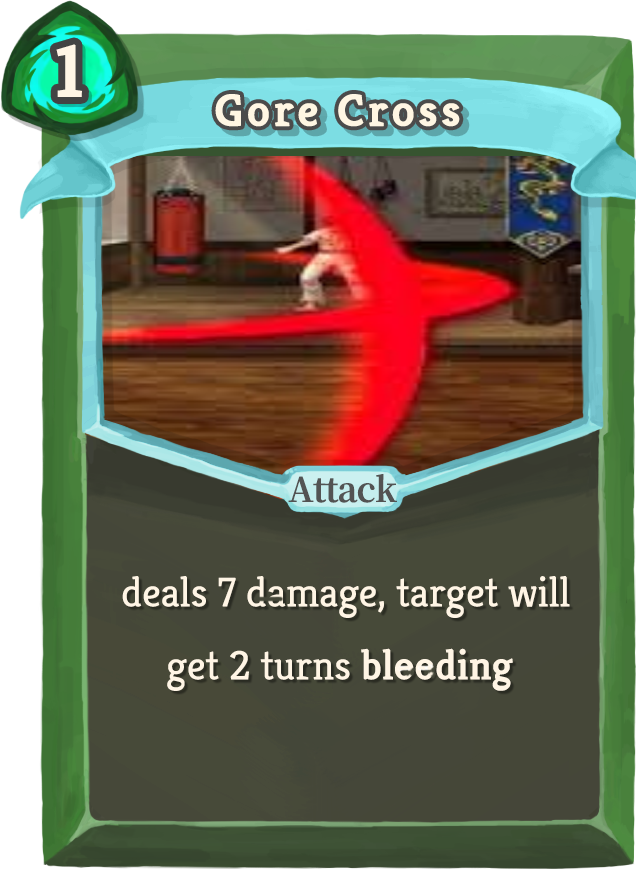 1
Gore Cross
Attack
deals 7 damage, target will
get 2 turns bleeding